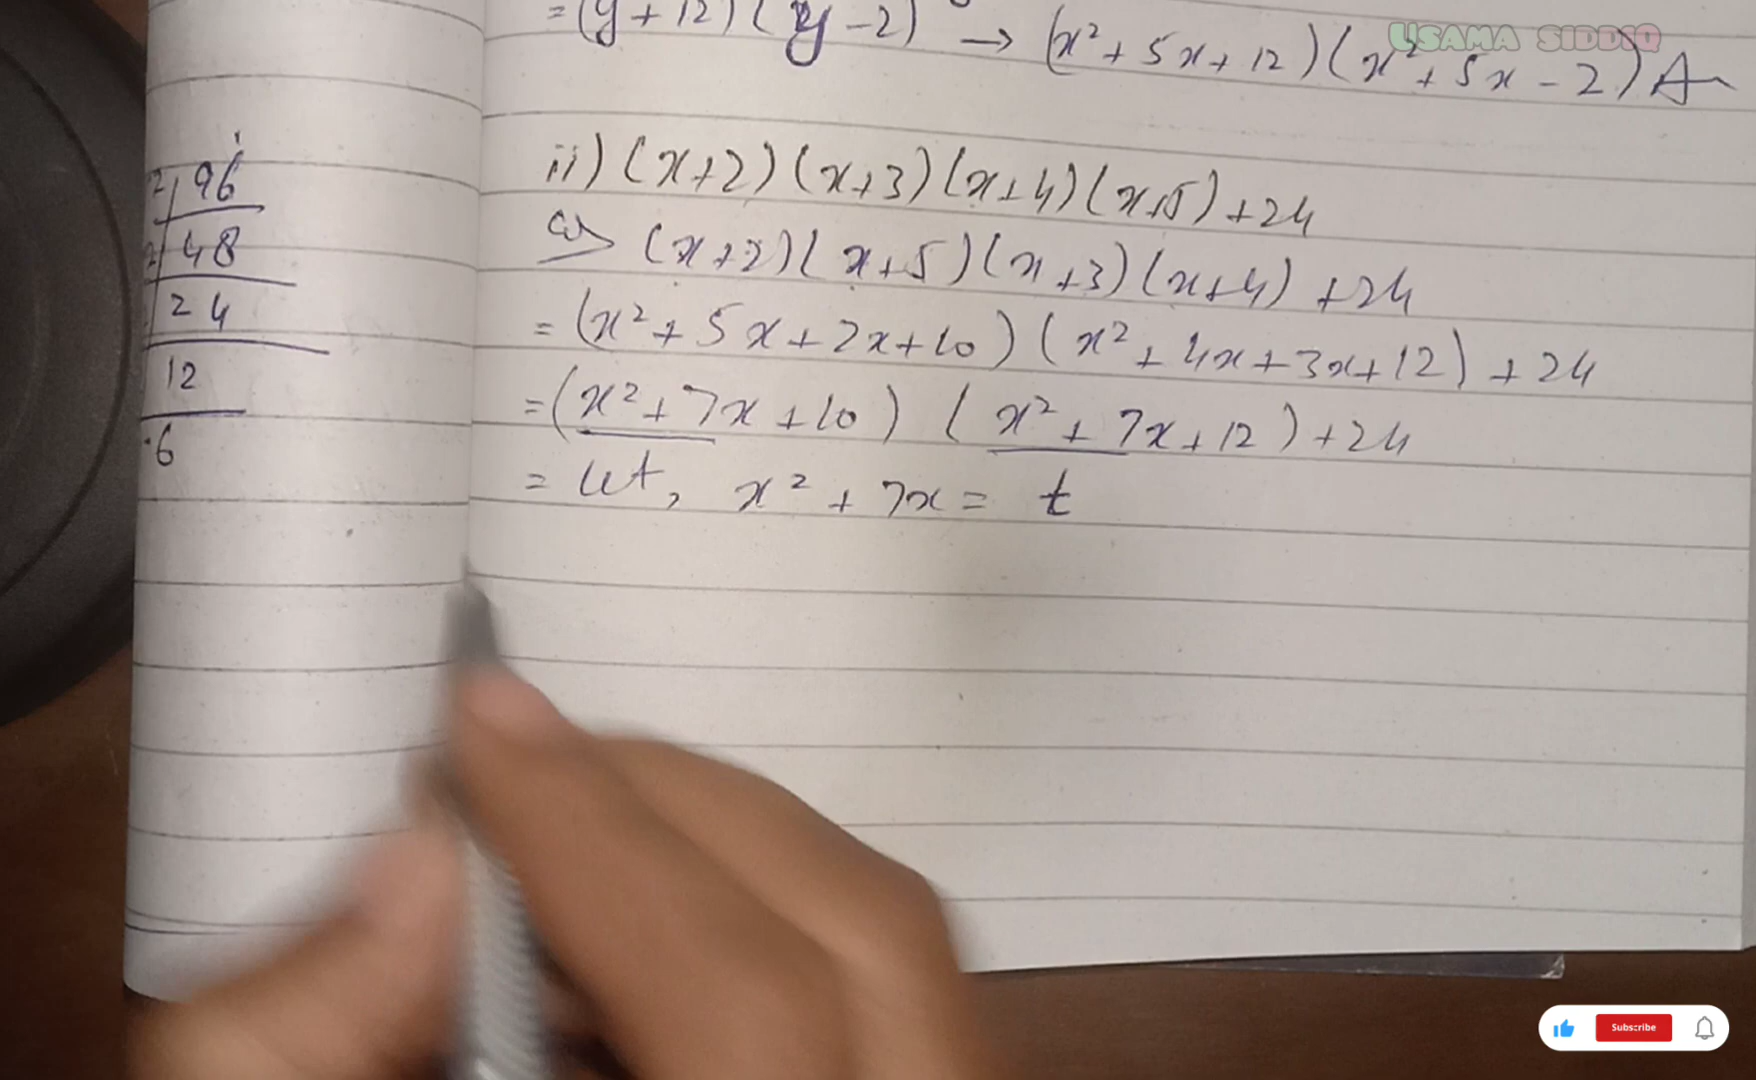 = (y + 12) (y - 2) → (x² + 5x + 12) (x² + 5x - 2) A
USAMA SIDDIQ
ii) (x+2) (x+3) (x+4) (x+5) + 24
(x+2) (x+5) (x+3) (x+4) + 24
= (x² + 5x + 2x + 10) (x² + 4x + 3x + 12) + 24
= (x² + 7x + 10) (x² + 7x + 12) + 24
= let, x² + 7x = t
2 96
2 48
24
12
6
Subscribe